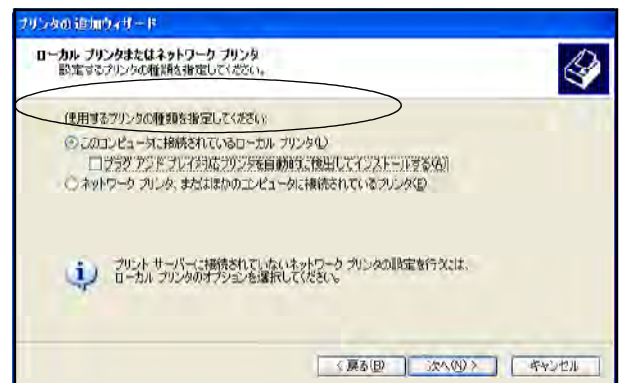 プリンタの追加ウィザード
ローカル プリンタまたはネットワーク プリンタ
設定するプリンタの種類を指定してください。
使用するプリンタの種類を指定してください:
このコンピュータに接続されているローカル プリンタ(L)
プラグ アンド プレイ対応プリンタを自動的に検出してインストールする(A)
ネットワーク プリンタ、またはほかのコンピュータに接続されているプリンタ(E)
プリント サーバーに接続されていないネットワーク プリンタの設定を行うには、
ローカル プリンタのオプションを選択してください。
< 戻る(B)
次へ(N) >
キャンセル